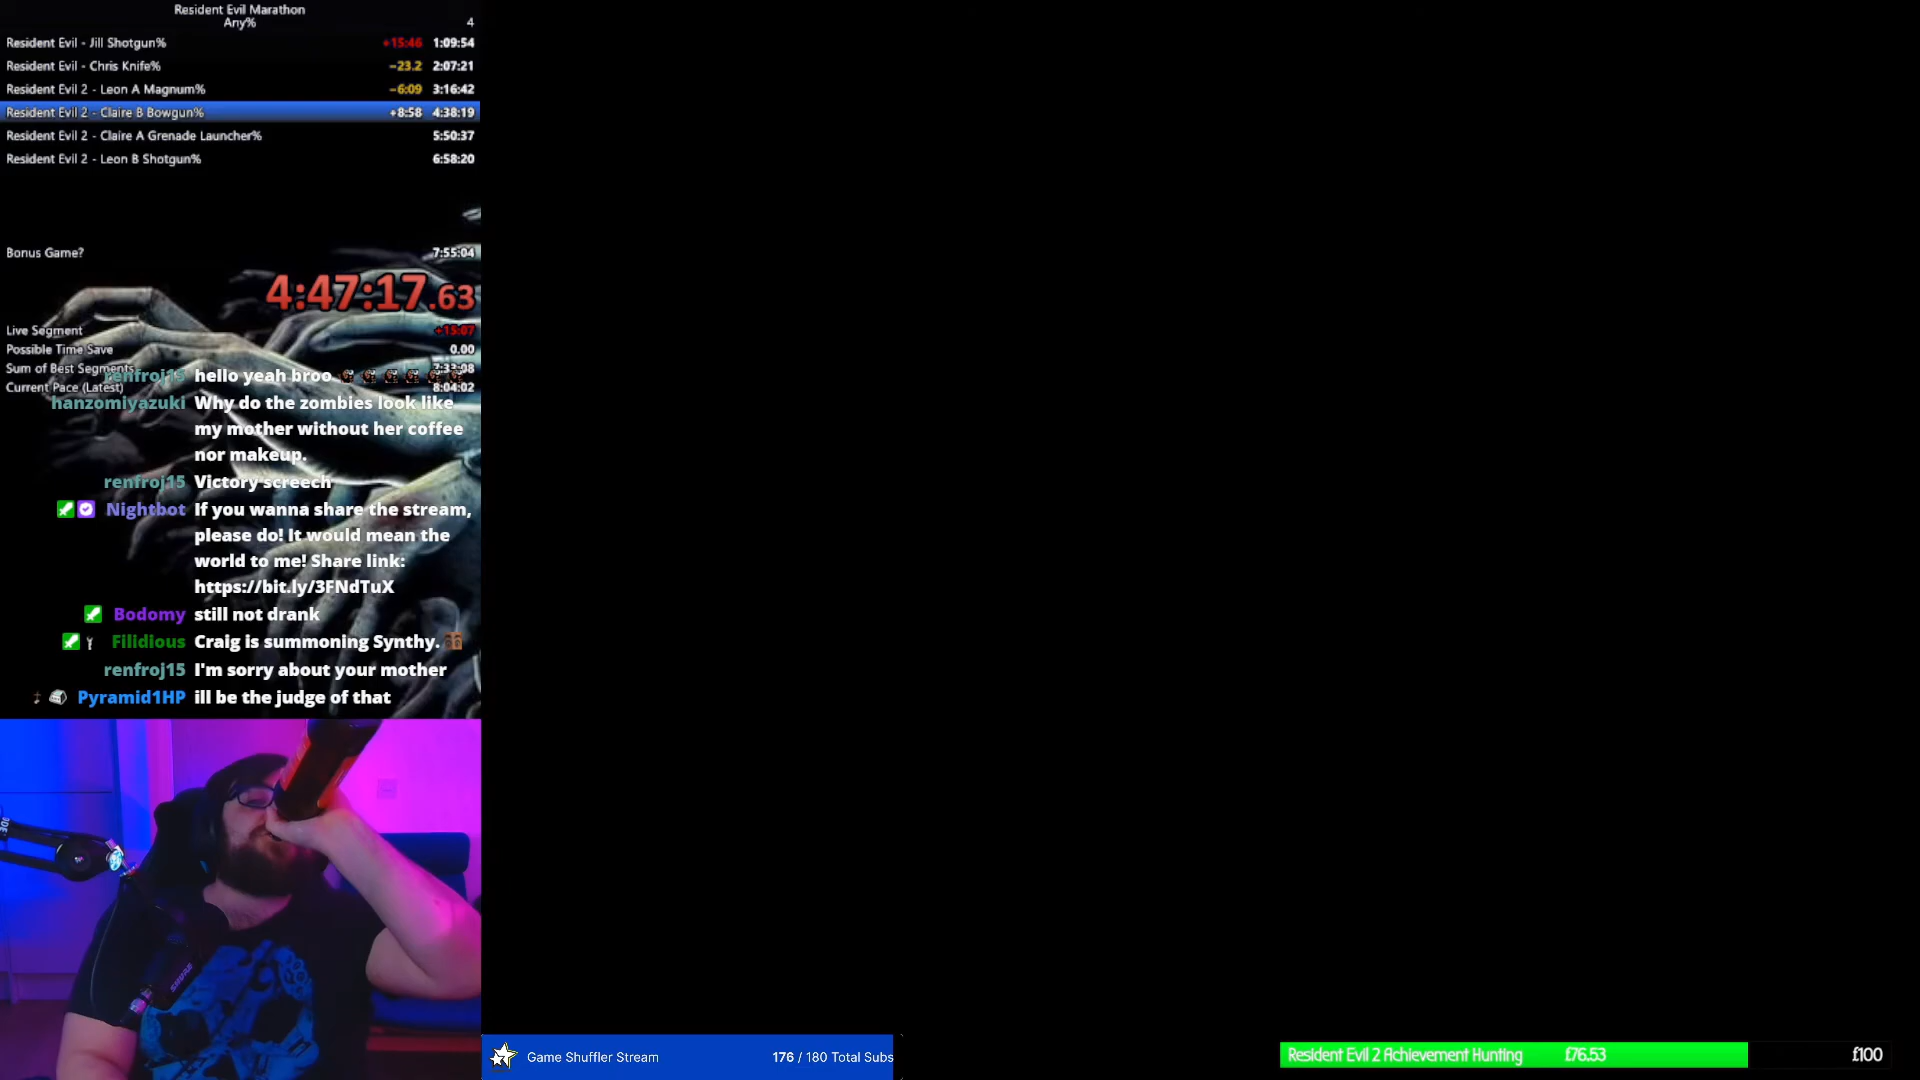 Resident Evil Marathon
Any%
4
Resident Evil - Jill Shotgun% +15:46 1:09:54
Resident Evil - Chris Knife% −23.2 2:07:21
Resident Evil 2 - Leon A Magnum% −6:09 3:16:42
Resident Evil 2 - Claire B Bowgun% +8:58 4:38:19
Resident Evil 2 - Claire A Grenade Launcher% 5:50:37
Resident Evil 2 - Leon B Shotgun% 6:58:20
Bonus Game? 7:55:04
4:47:17.63
Live Segment +15:07
Possible Time Save 0.00
Sum of Best Segments 7:33:08
Current Pace (Latest) 8:04:02
renfroj15 hello yeah broo
hanzomiyazuki Why do the zombies look like
my mother without her coffee
nor makeup.
renfroj15 Victory screech
Nightbot If you wanna share the stream,
please do! It would mean the
world to me! Share link:
https://bit.ly/3FNdTuX
Bodomy still not drank
Filidious Craig is summoning Synthy.
renfroj15 I'm sorry about your mother
Pyramid1HP ill be the judge of that
SHURE
Game Shuffler Stream 176 / 180 Total Subs
Resident Evil 2 Achievement Hunting £76.53 £100